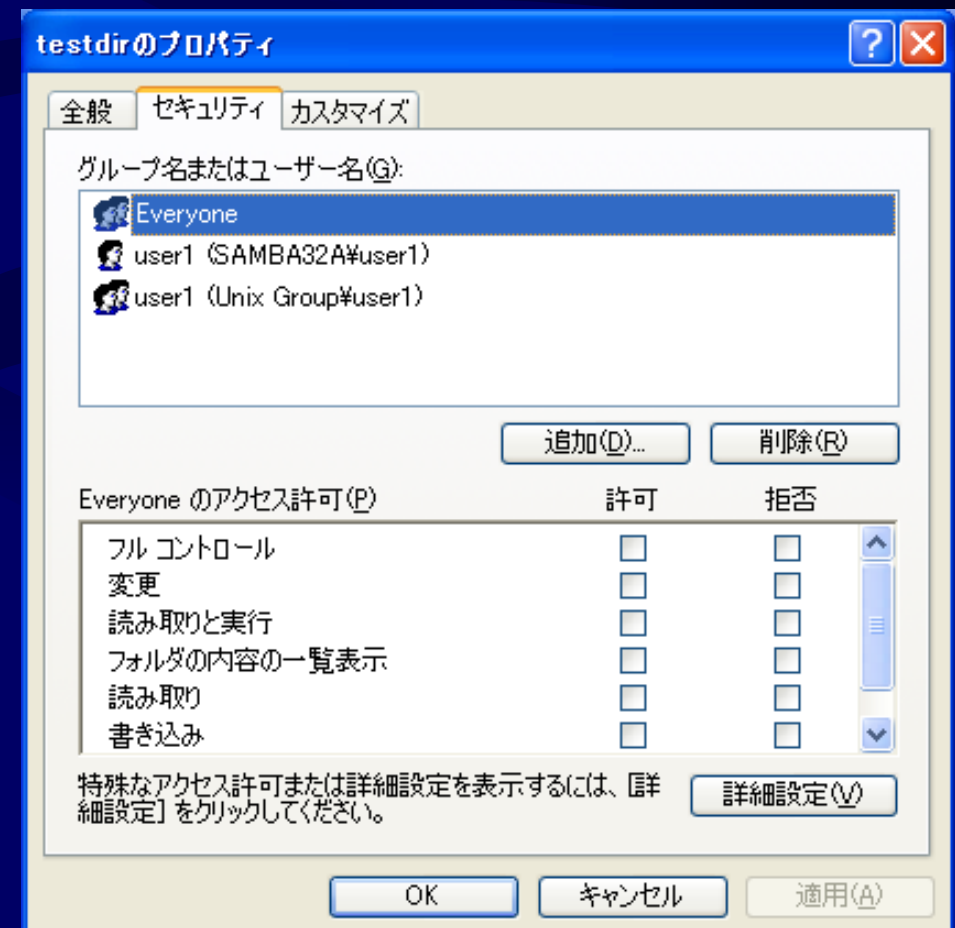 testdirのプロパティ
全般 セキュリティ カスタマイズ
グループ名またはユーザー名(G):
Everyone
user1 (SAMBA32A¥user1)
user1 (Unix Group¥user1)
追加(D)... 削除(R)
Everyone のアクセス許可(P) 許可 拒否
フル コントロール
変更
読み取りと実行
フォルダの内容の一覧表示
読み取り
書き込み
特殊なアクセス許可または詳細設定を表示するには、[詳
細設定] をクリックしてください。
詳細設定(V)
OK キャンセル 適用(A)